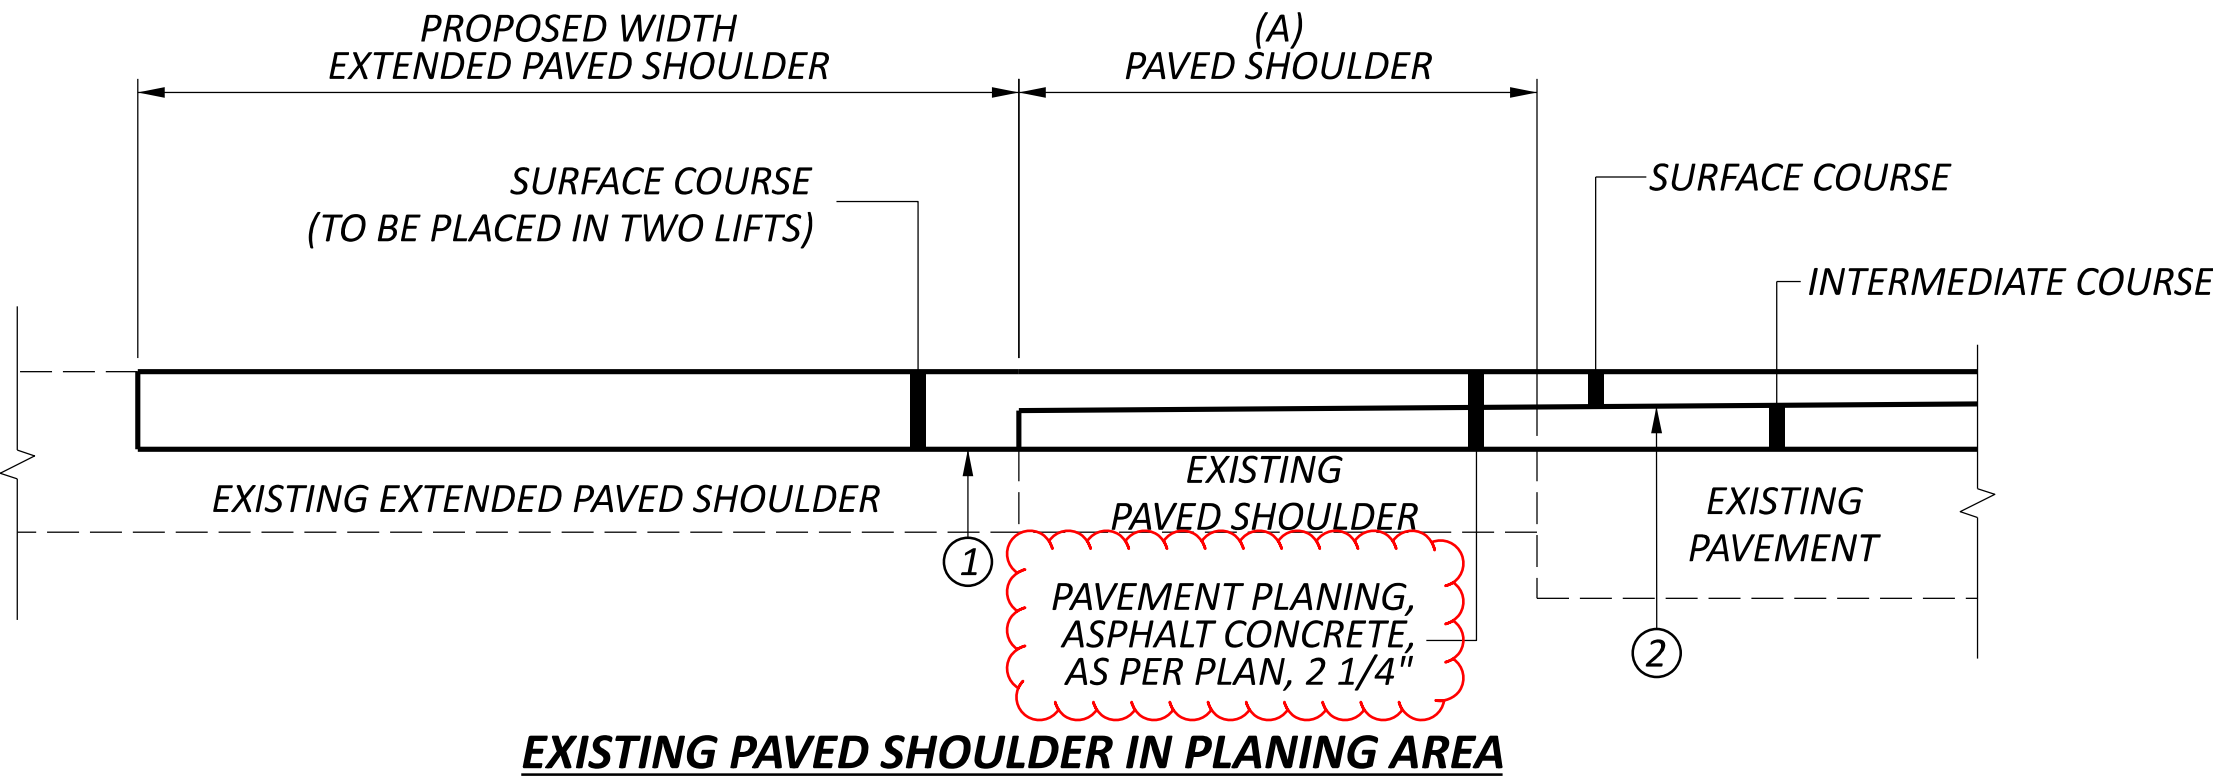 PROPOSED WIDTH
EXTENDED PAVED SHOULDER
(A)
PAVED SHOULDER
SURFACE COURSE
(TO BE PLACED IN TWO LIFTS)
SURFACE COURSE
INTERMEDIATE COURSE
EXISTING EXTENDED PAVED SHOULDER
EXISTING
PAVED SHOULDER
EXISTING
PAVEMENT
1
PAVEMENT PLANING,
ASPHALT CONCRETE,
AS PER PLAN, 2 1/4"
2
EXISTING PAVED SHOULDER IN PLANING AREA